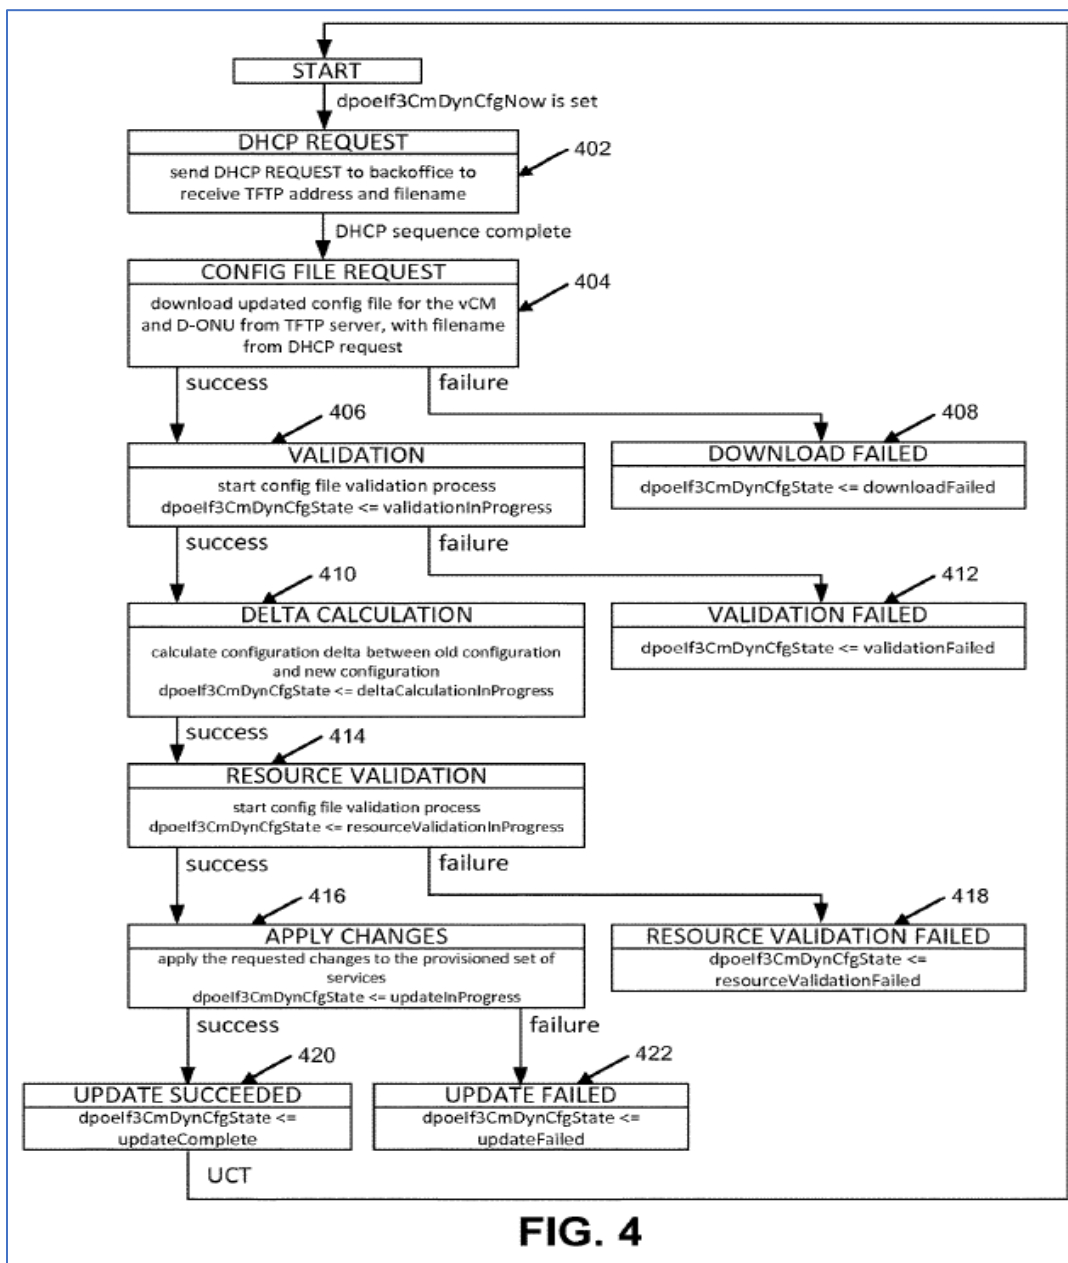 START
dpoeIf3CmDynCfgNow is set
DHCP REQUEST
402
send DHCP REQUEST to backoffice to
receive TFTP address and filename
DHCP sequence complete
CONFIG FILE REQUEST
404
download updated config file for the vCM
and D-ONU from TFTP server, with filename
from DHCP request
success
failure
406
408
VALIDATION
DOWNLOAD FAILED
start config file validation process
dpoeIf3CmDynCfgState <= validationInProgress
dpoeIf3CmDynCfgState <= downloadFailed
success
failure
410
412
DELTA CALCULATION
VALIDATION FAILED
calculate configuration delta between old configuration
and new configuration
dpoeIf3CmDynCfgState <= deltaCalculationInProgress
dpoeIf3CmDynCfgState <= validationFailed
success
414
RESOURCE VALIDATION
start config file validation process
dpoeIf3CmDynCfgState <= resourceValidationInProgress
success
failure
416
418
APPLY CHANGES
RESOURCE VALIDATION FAILED
apply the requested changes to the provisioned set of
services
dpoeIf3CmDynCfgState <= updateInProgress
dpoeIf3CmDynCfgState <=
resourceValidationFailed
success
failure
420
422
UPDATE SUCCEEDED
dpoeIf3CmDynCfgState <=
updateComplete
UPDATE FAILED
dpoeIf3CmDynCfgState <=
updateFailed
UCT
FIG. 4